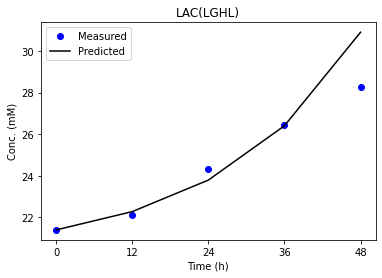 LAC(LGHL)
Measured
Predicted
30
28
26
24
22
Conc. (mM)
0 12 24 36 48
Time (h)